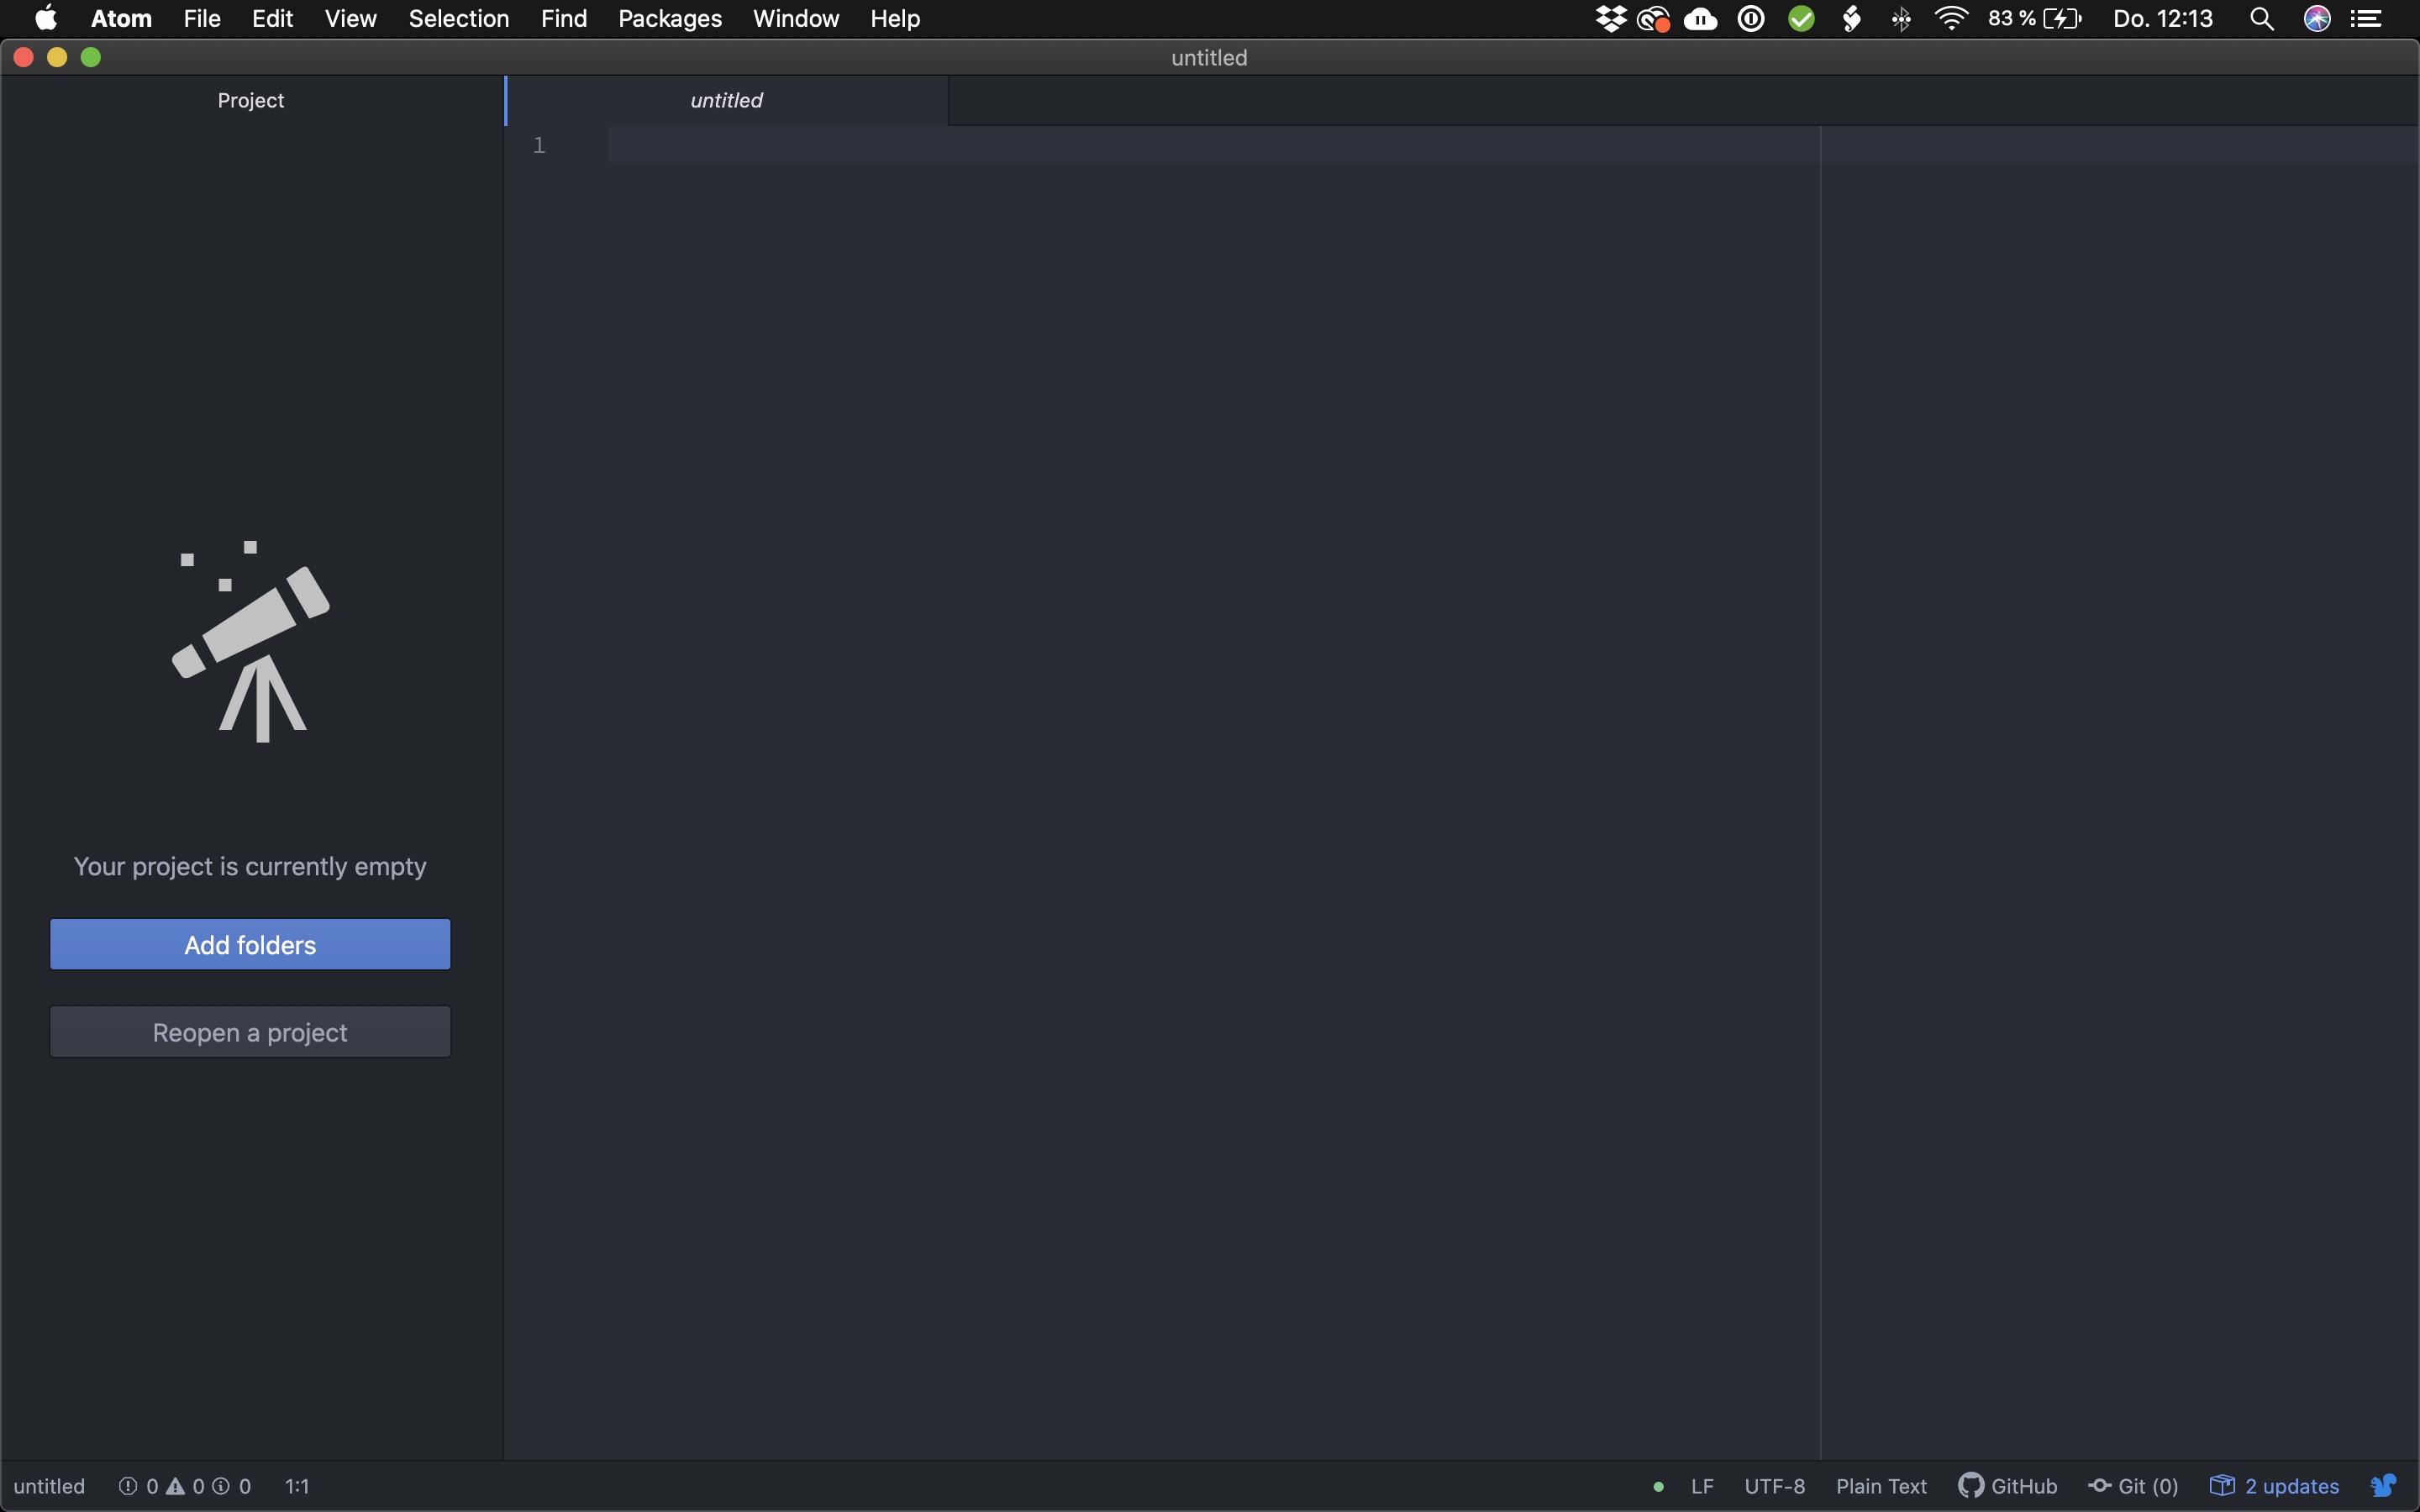 Atom File Edit View Selection Find Packages Window Help 83 % Do. 12:13
untitled
Project untitled
1
Your project is currently empty
Add folders
Reopen a project
untitled 0 0 0 1:1 LF UTF-8 Plain Text GitHub Git (0) 2 updates